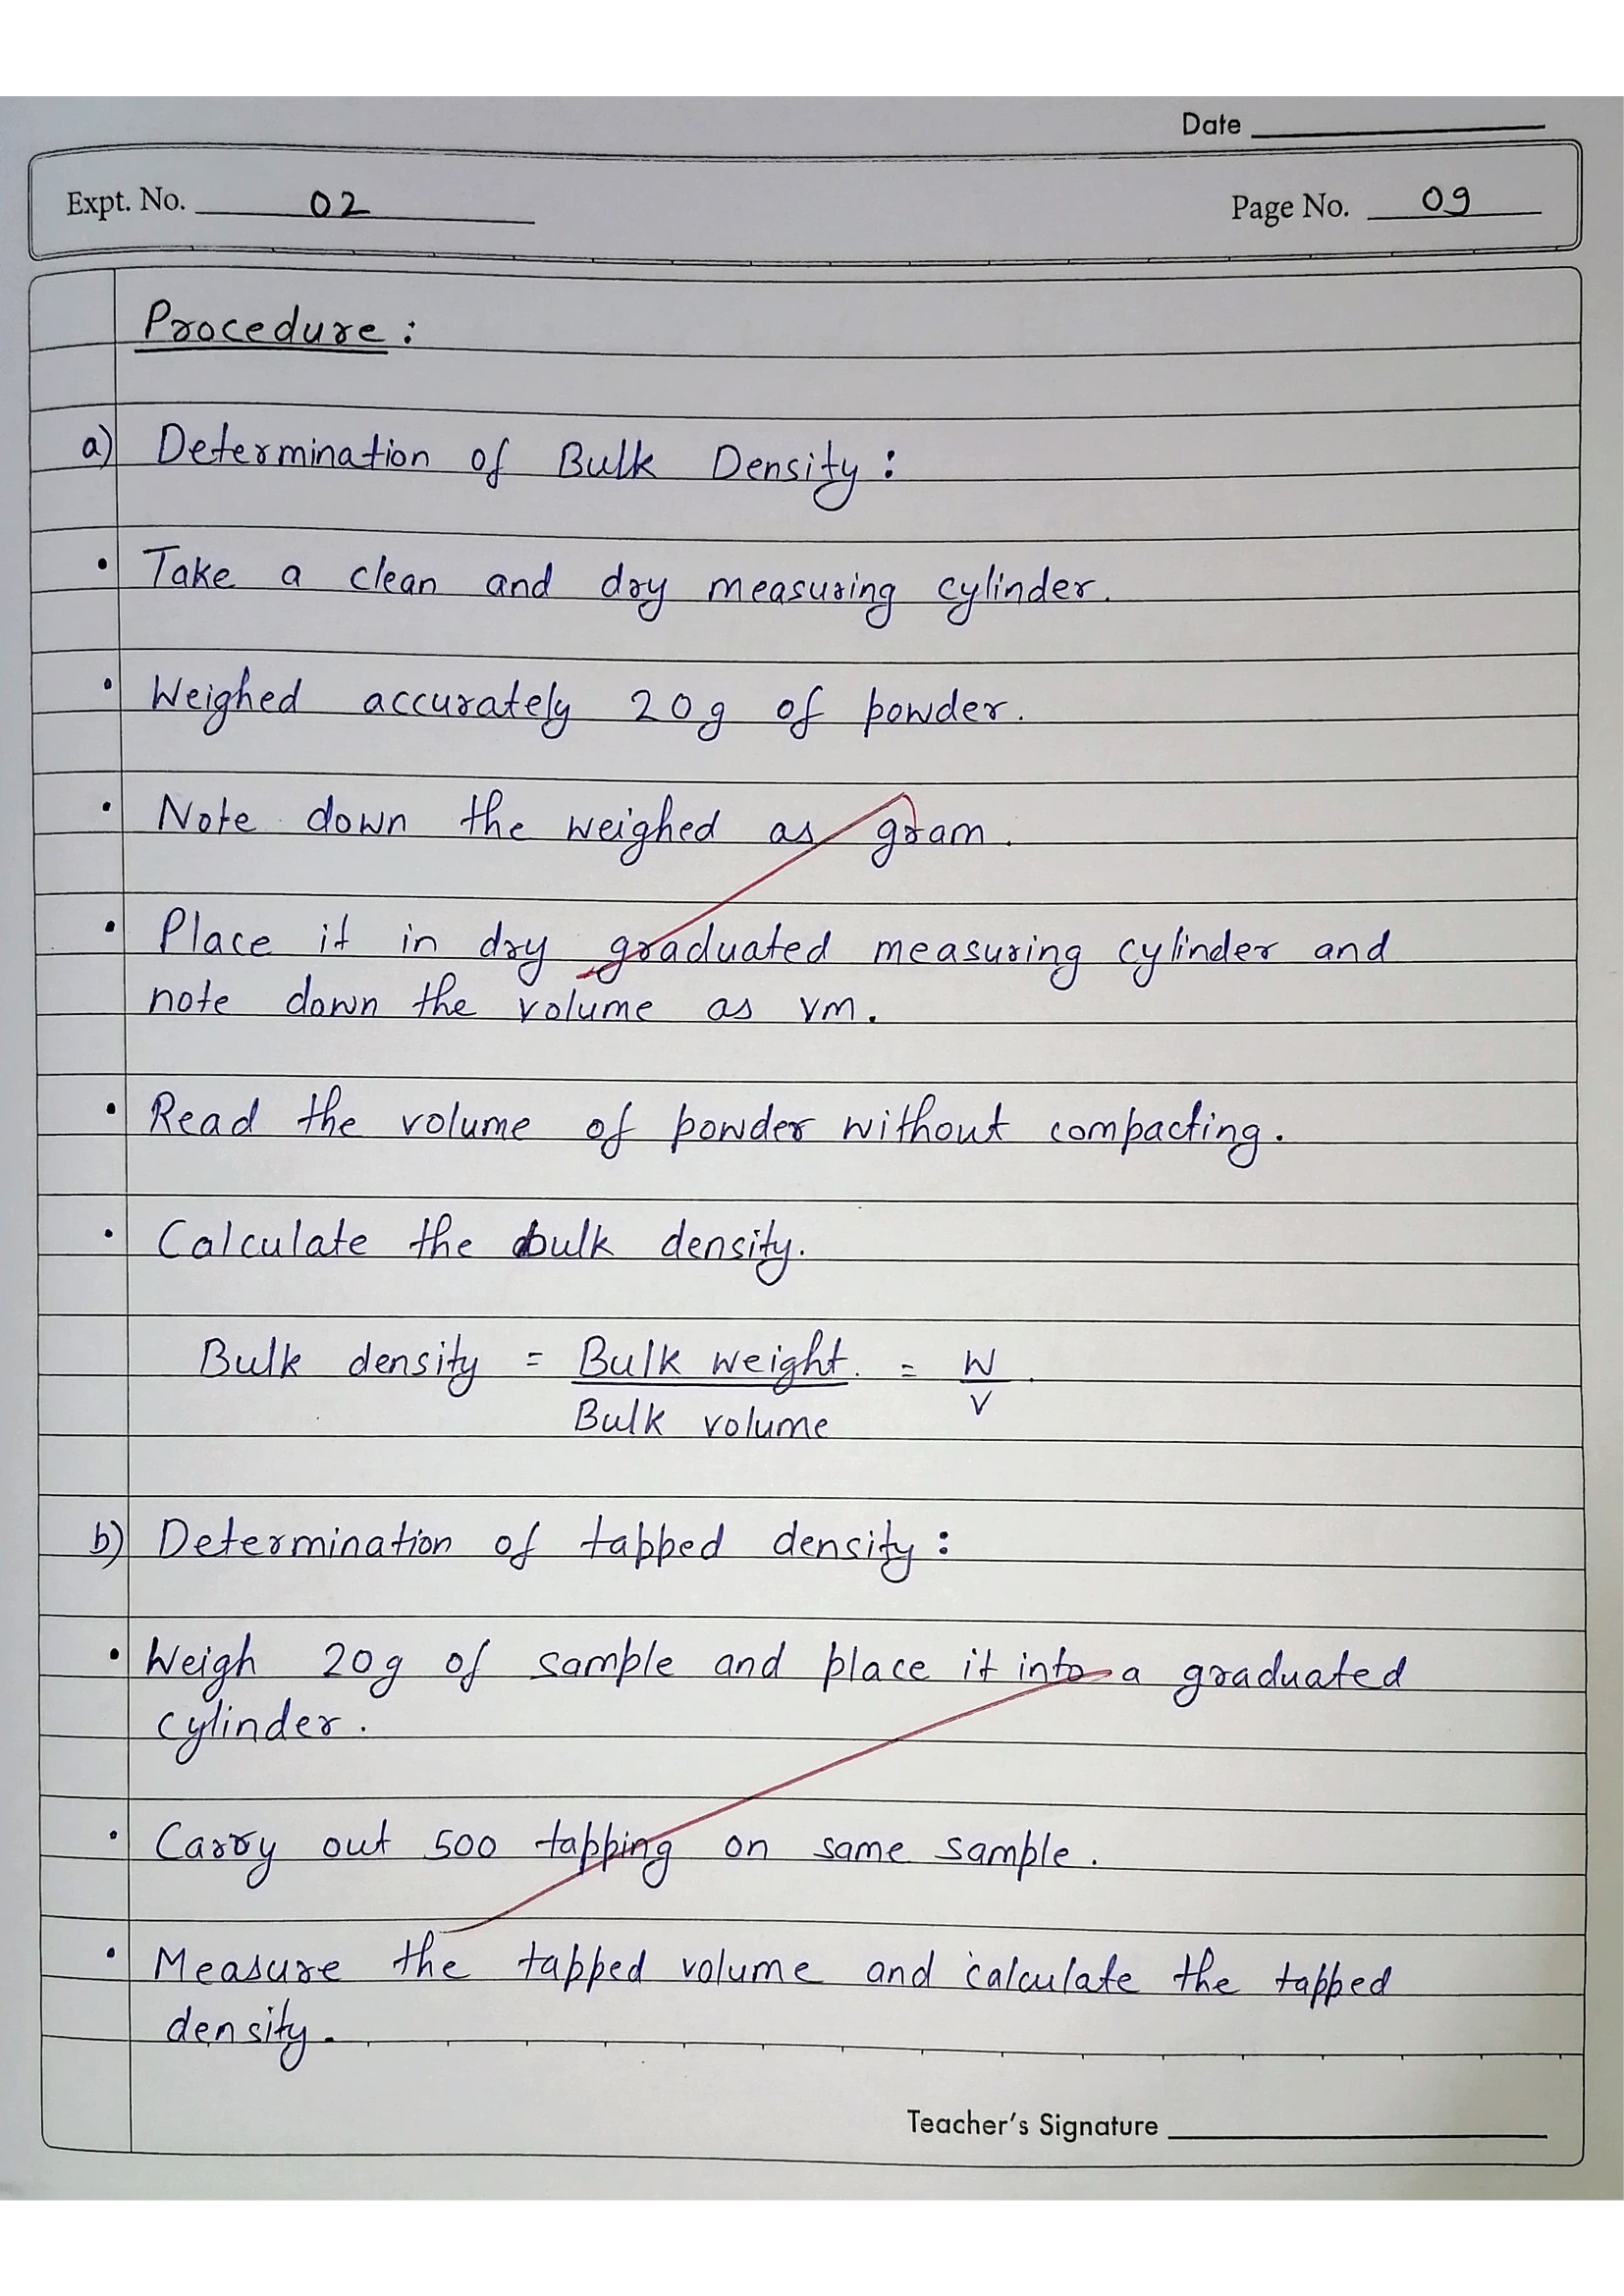 Date
Expt. No. 02
Page No. 09
Procedure :
a) Determination of Bulk Density :
• Take a clean and dry measuring cylinder.
• Weighed accurately 20g of powder.
• Note down the weighed as gram.
• Place it in dry graduated measuring cylinder and
note down the volume as vm.
• Read the volume of powder without compacting.
• Calculate the bulk density.
Bulk density = Bulk weight = W
Bulk volume V
b) Determination of tapped density :
• Weigh 20g of sample and place it into a graduated
cylinder.
• Carry out 500 tapping on same sample.
• Measure the tapped volume and calculate the tapped
density.
Teacher's Signature